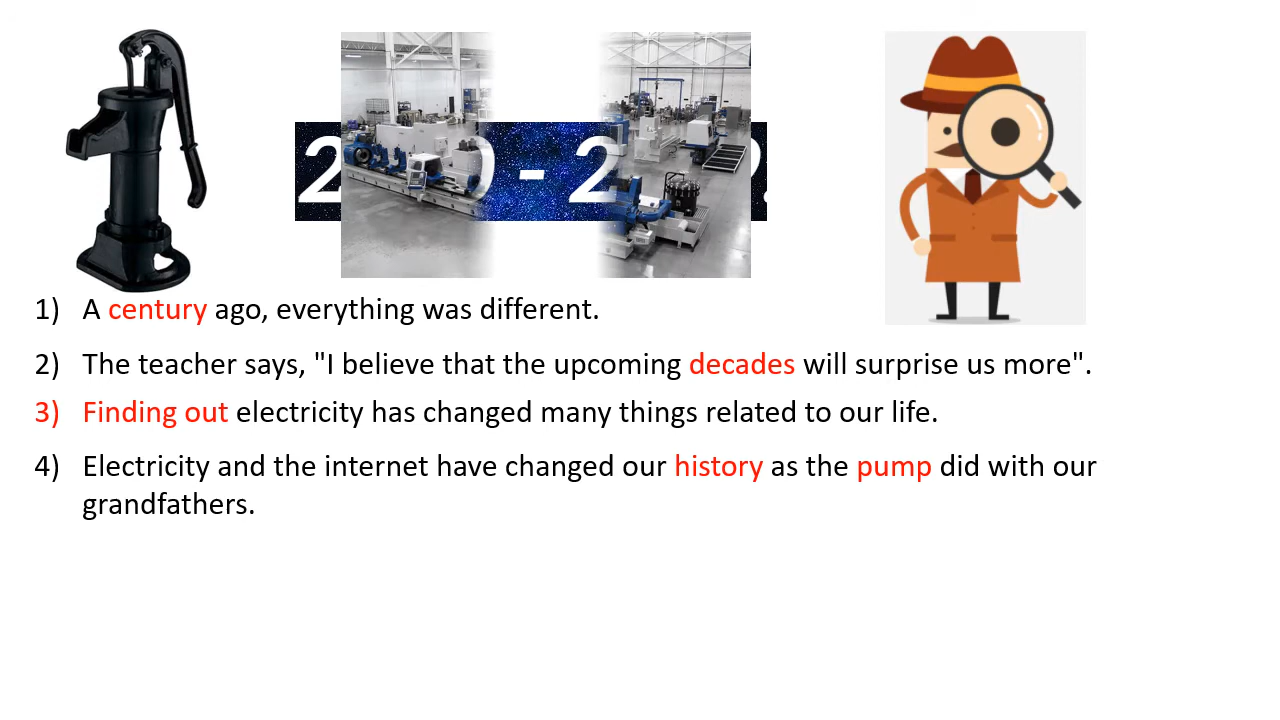 1) A century ago, everything was different.
2) The teacher says, "I believe that the upcoming decades will surprise us more".
3) Finding out electricity has changed many things related to our life.
4) Electricity and the internet have changed our history as the pump did with our
grandfathers.